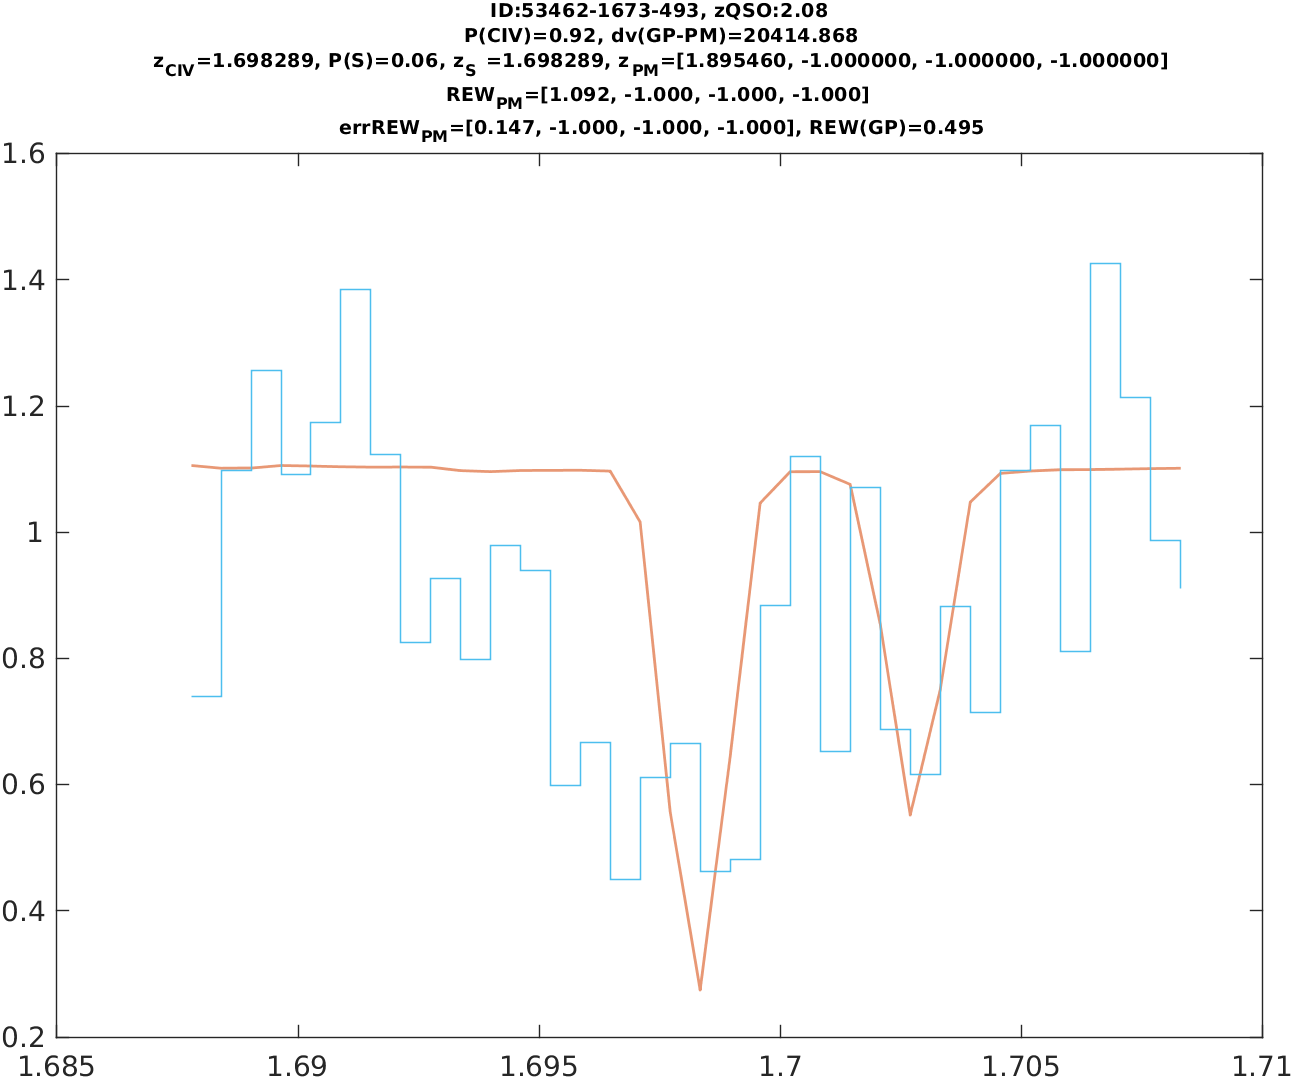 ID:53462-1673-493, zQSO:2.08
P(CIV)=0.92, dv(GP-PM)=20414.868
zCIV=1.698289, P(S)=0.06, zS =1.698289, zPM=[1.895460, -1.000000, -1.000000, -1.000000]
REWPM=[1.092, -1.000, -1.000, -1.000]
errREWPM=[0.147, -1.000, -1.000, -1.000], REW(GP)=0.495
1.6
1.4
1.2
1
0.8
0.6
0.4
0.2
1.685 1.69 1.695 1.7 1.705 1.71